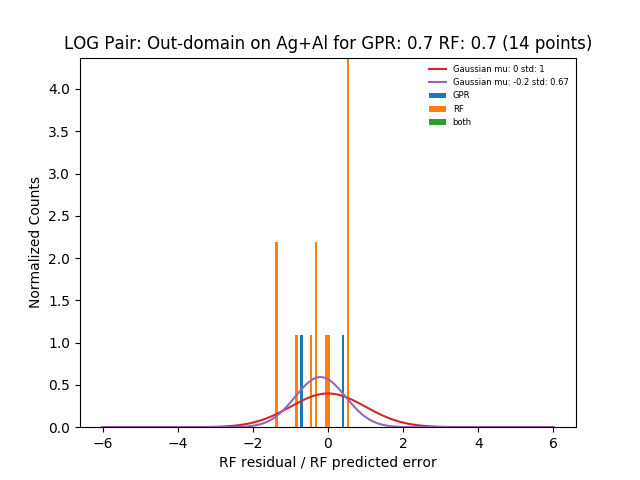 LOG Pair: Out-domain on Ag+Al for GPR: 0.7 RF: 0.7 (14 points)
Gaussian mu: 0 std: 1
Gaussian mu: -0.2 std: 0.67
GPR
RF
both
4.0
3.5
3.0
2.5
2.0
1.5
1.0
0.5
0.0
Normalized Counts
−6
−4
−2
0
2
4
6
RF residual / RF predicted error